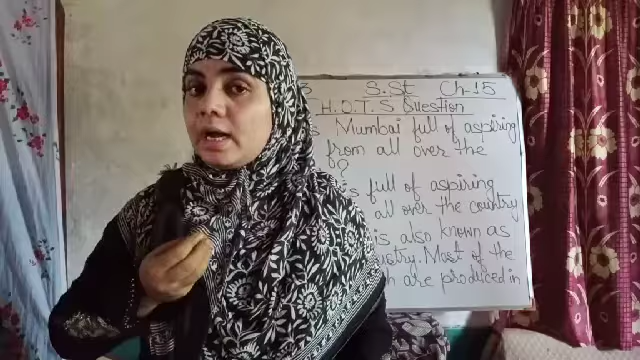 S.St Ch-15
H.O.T.S Question
Mumbai full of aspiring
from all over the
?
is full of aspiring
all over the country
is also known as
Most of the
are produced in